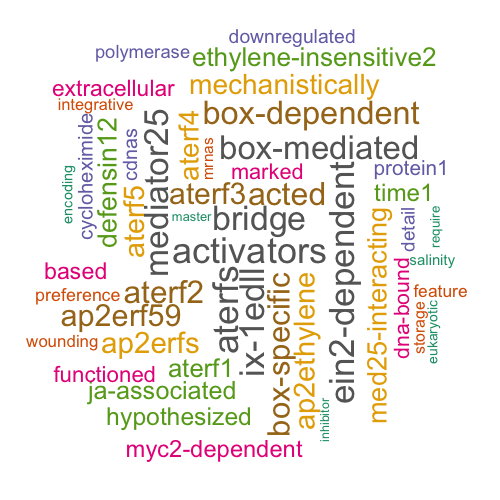 downregulated
polymerase
ethylene-insensitive2
extracellular
mechanistically
integrative
box-dependent
cycloheximide
defensin12
cdnas
mediator25
aterf4
mrnas
box-mediated
marked
protein1
encoding
aterf5
aterf3
acted
time1
master
bridge
detail
require
activators
ein2-dependent
med25-interacting
salinity
based
aterfs
ix-1edll
box-specific
ap2ethylene
dna-bound
storage
eukaryotic
feature
preference
aterf2
ap2erf59
wounding
ap2erfs
functioned
aterf1
ja-associated
hypothesized
inhibitor
myc2-dependent